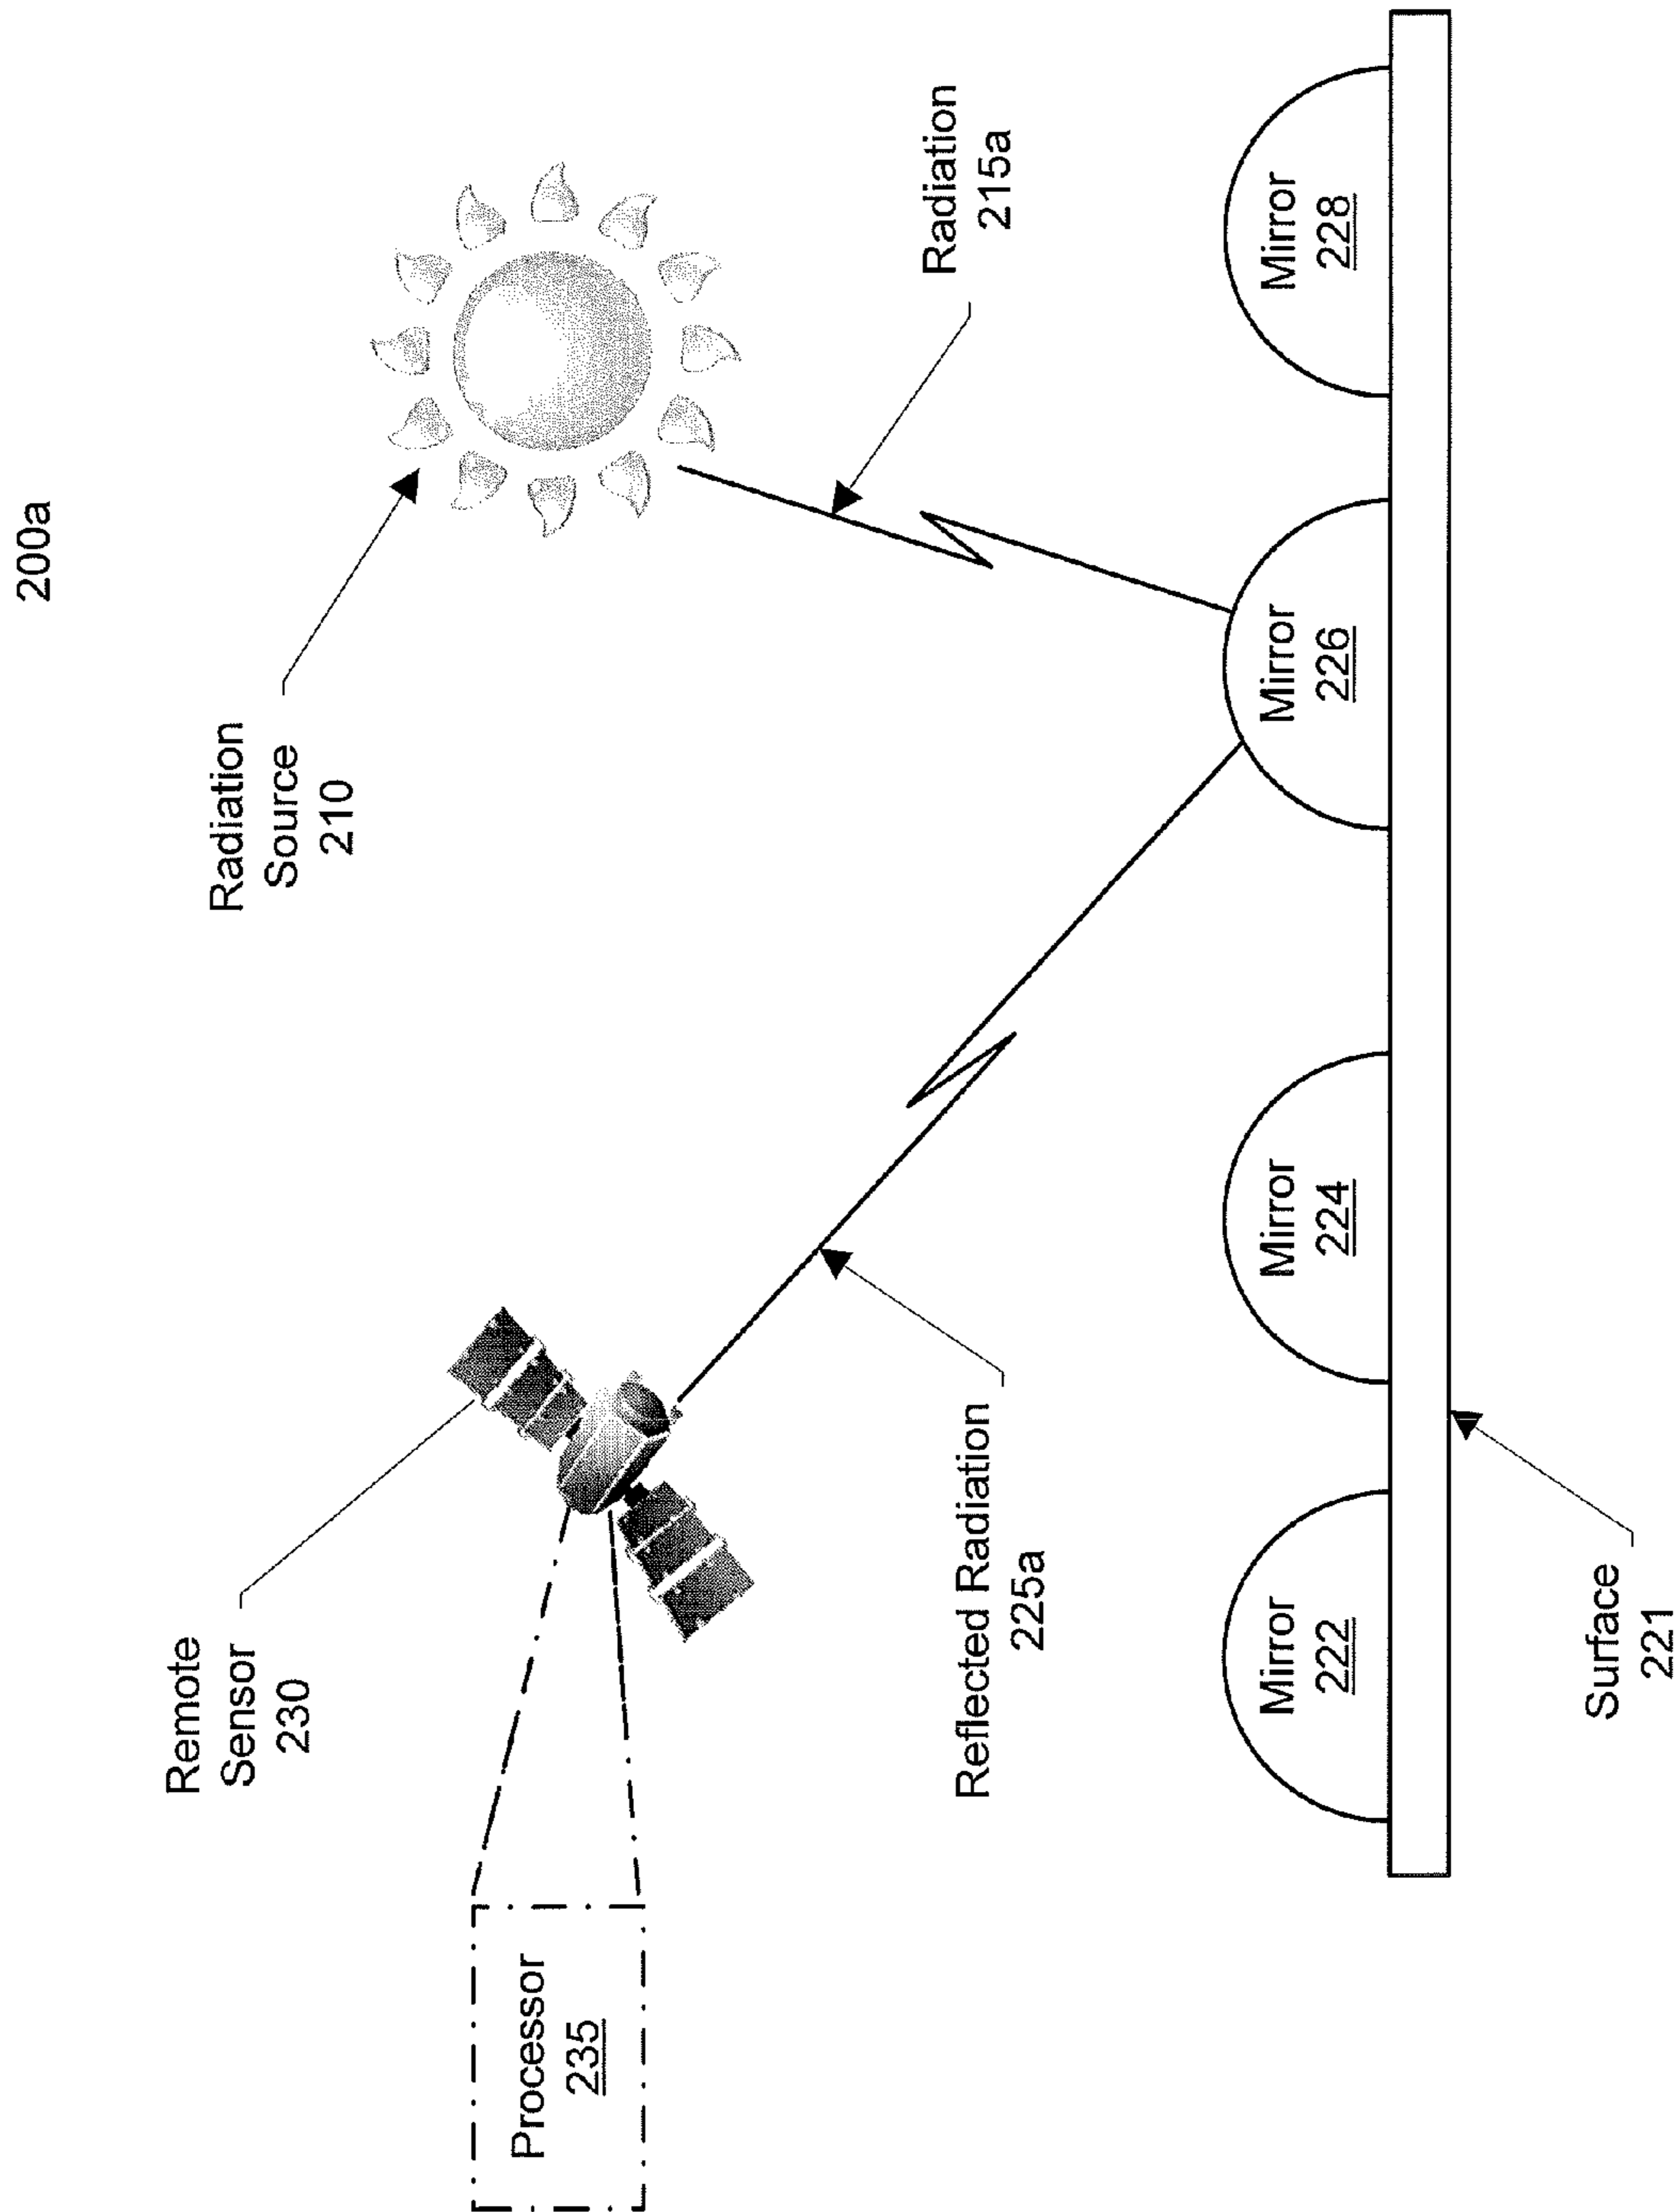 200a
Radiation
Source
210
Remote
Sensor
230
Processor
235
Radiation
215a
Reflected Radiation
225a
Mirror
222
Mirror
224
Mirror
226
Mirror
228
Surface
221